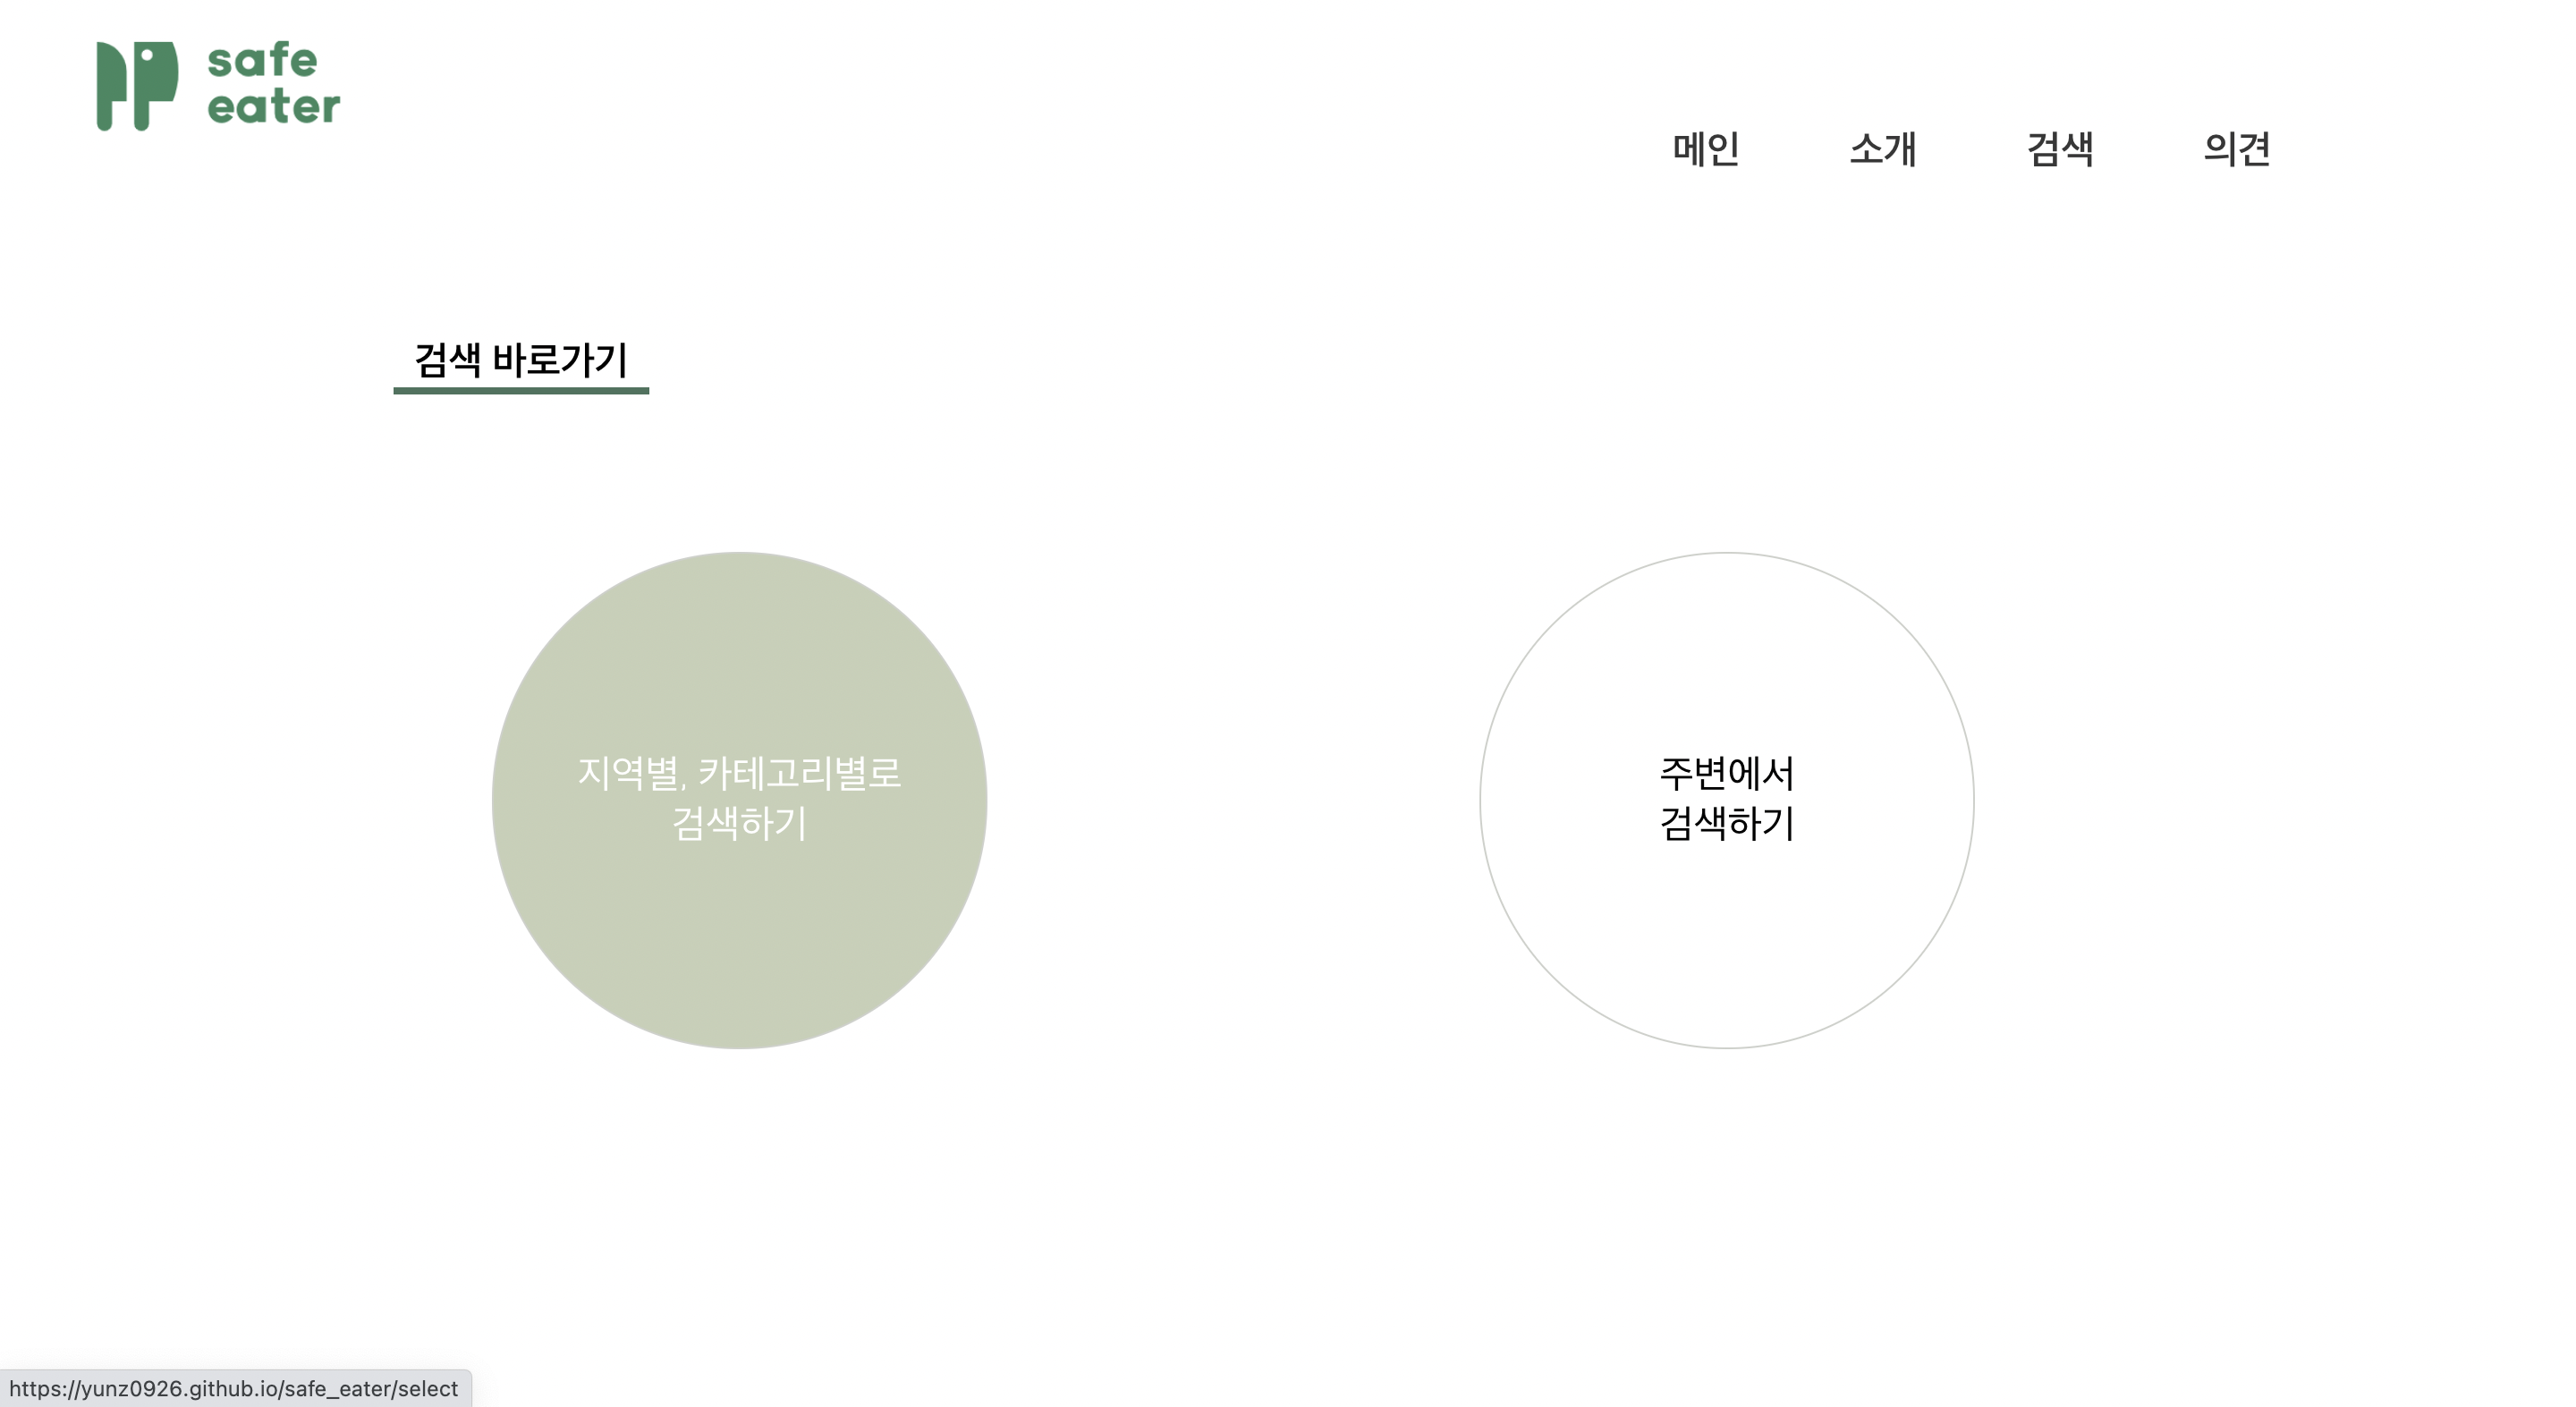 safe
eater
메인 소개 검색 의견
검색 바로가기
지역별, 카테고리별로
검색하기
주변에서
검색하기
https://yunz0926.github.io/safe_eater/select